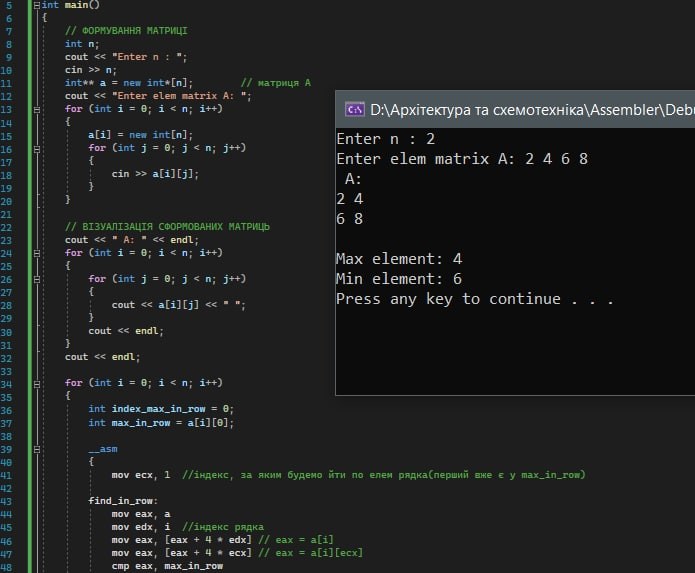 5 int main()
6 {
7 // ФОРМУВАННЯ МАТРИЦІ
8 int n;
9 cout << "Enter n : ";
10 cin >> n;
11 int** a = new int*[n]; // матриця А
12 cout << "Enter elem matrix A: ";
13 for (int i = 0; i < n; i++)
14 {
15 a[i] = new int[n];
16 for (int j = 0; j < n; j++)
17 {
18 cin >> a[i][j];
19 }
20 }
21
22 // ВІЗУАЛІЗАЦІЯ СФОРМОВАНИХ МАТРИЦЬ
23 cout << " A: " << endl;
24 for (int i = 0; i < n; i++)
25 {
26 for (int j = 0; j < n; j++)
27 {
28 cout << a[i][j] << " ";
29 }
30 cout << endl;
31 }
32 cout << endl;
33
34 for (int i = 0; i < n; i++)
35 {
36 int index_max_in_row = 0;
37 int max_in_row = a[i][0];
38
39 __asm
40 {
41 mov ecx, 1 //індекс, за яким будемо йти по елем рядка(перший вже є у max_in_row)
42
43 find_in_row:
44 mov eax, a
45 mov edx, i //індекс рядка
46 mov eax, [eax + 4 * edx] // eax = a[i]
47 mov eax, [eax + 4 * ecx] // eax = a[i][ecx]
48 cmp eax, max_in_row
D:\Архітектура та схемотехніка\Assembler\Debu
Enter n : 2
Enter elem matrix A: 2 4 6 8
A:
2 4
6 8
Max element: 4
Min element: 6
Press any key to continue . . .